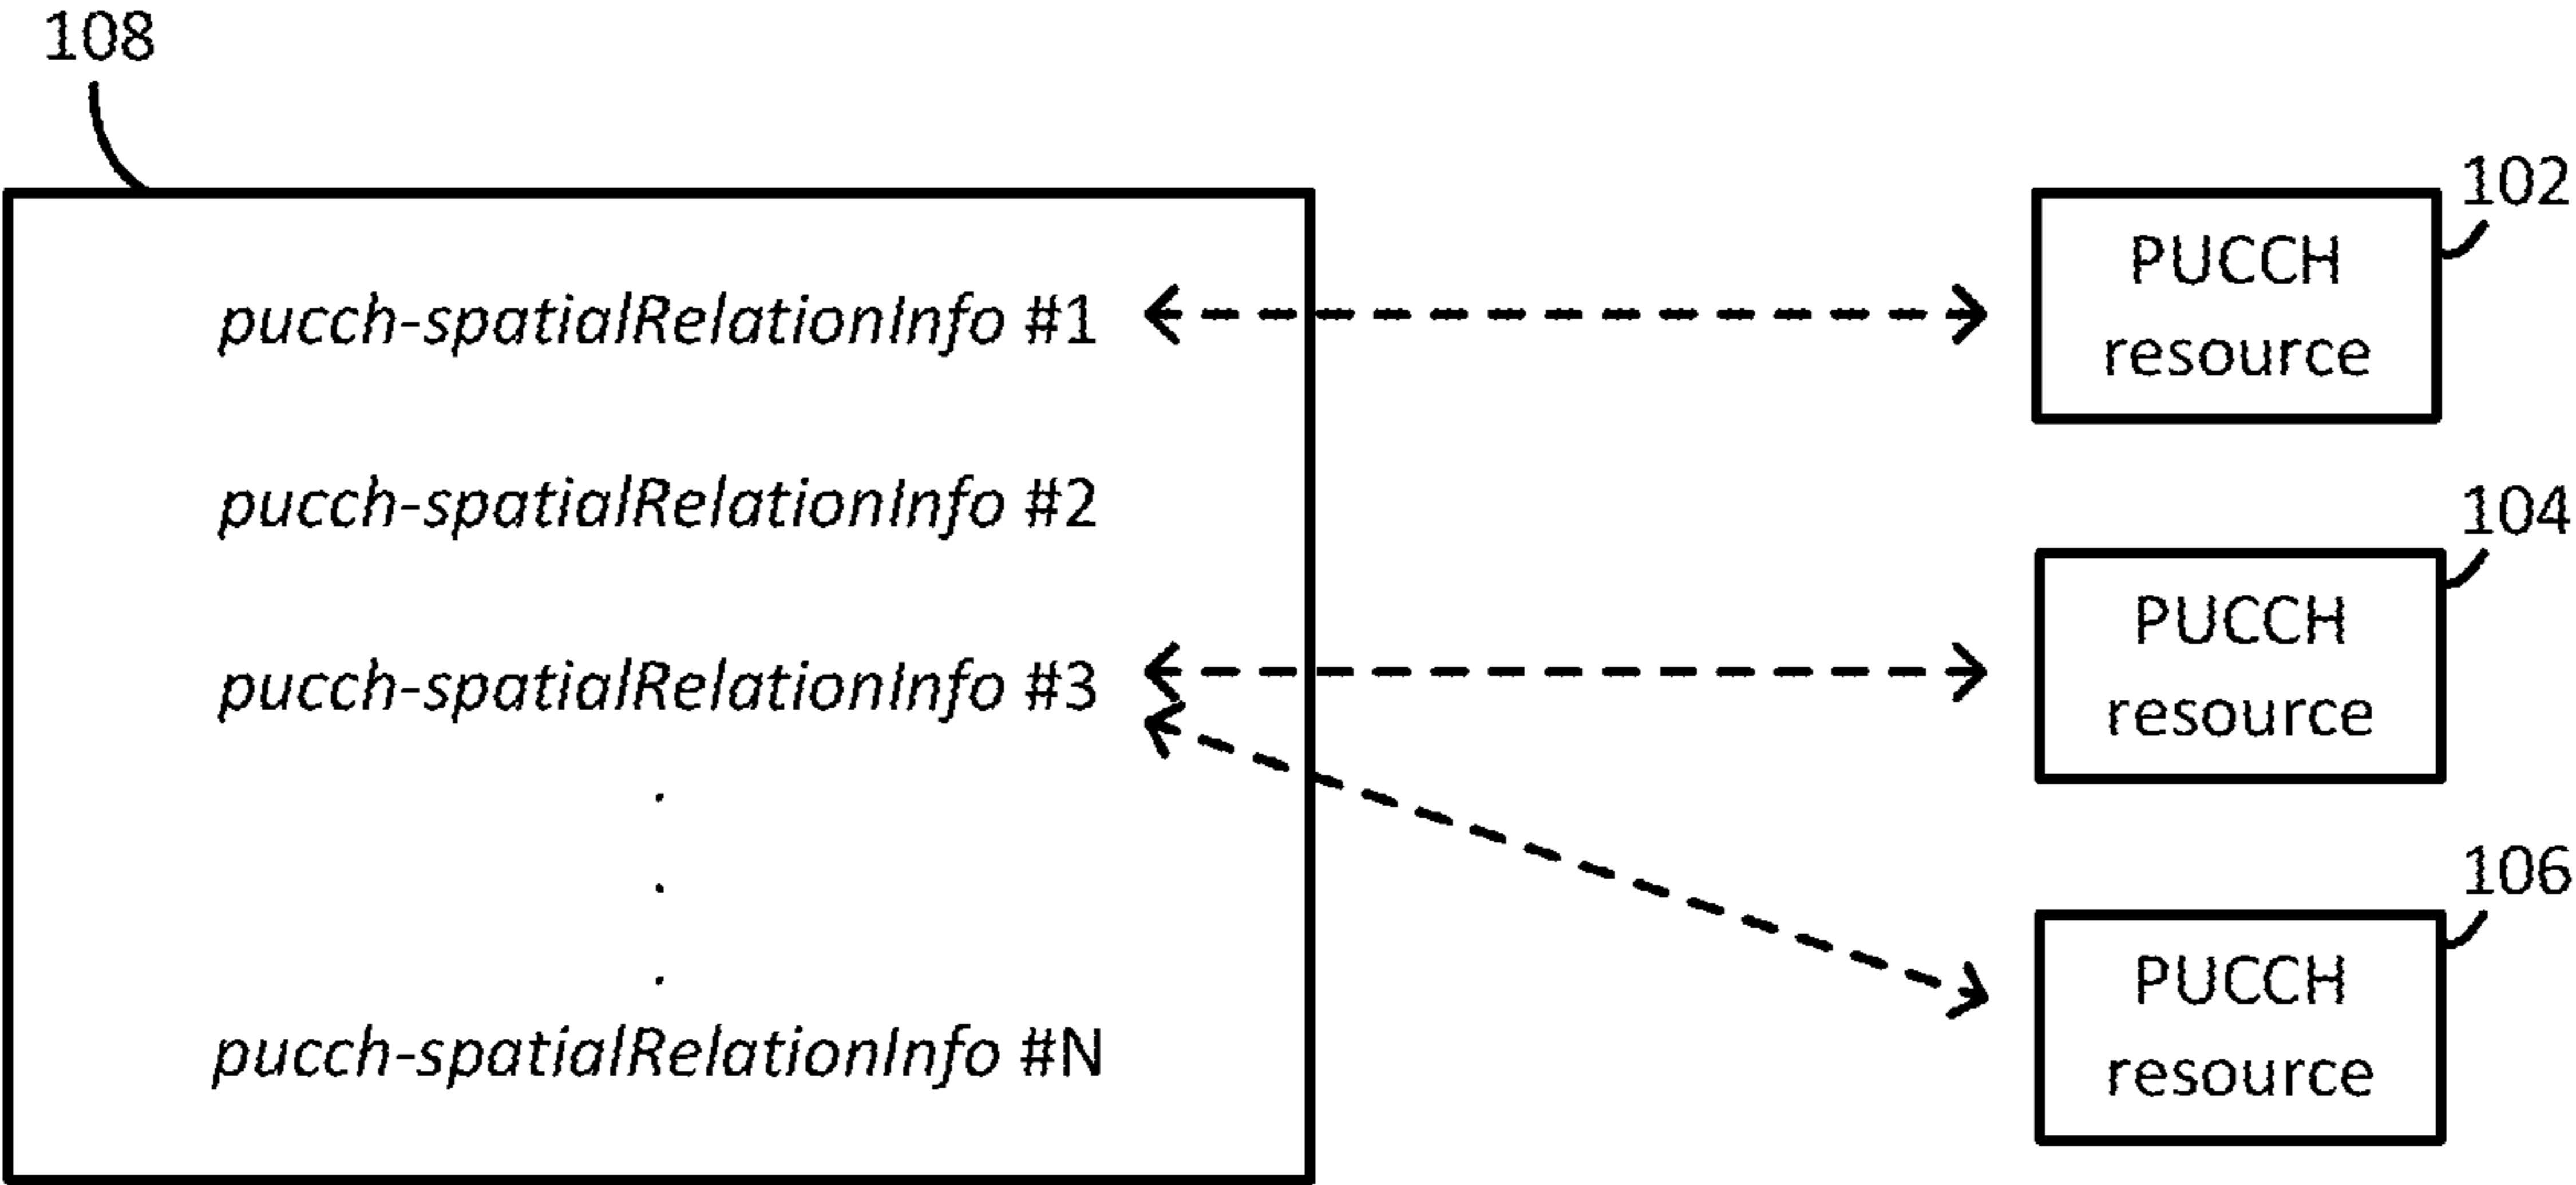 108
pucch-spatialRelationInfo #1
pucch-spatialRelationInfo #2
pucch-spatialRelationInfo #3
.
.
.
pucch-spatialRelationInfo #N
102
PUCCH
resource
104
PUCCH
resource
106
PUCCH
resource